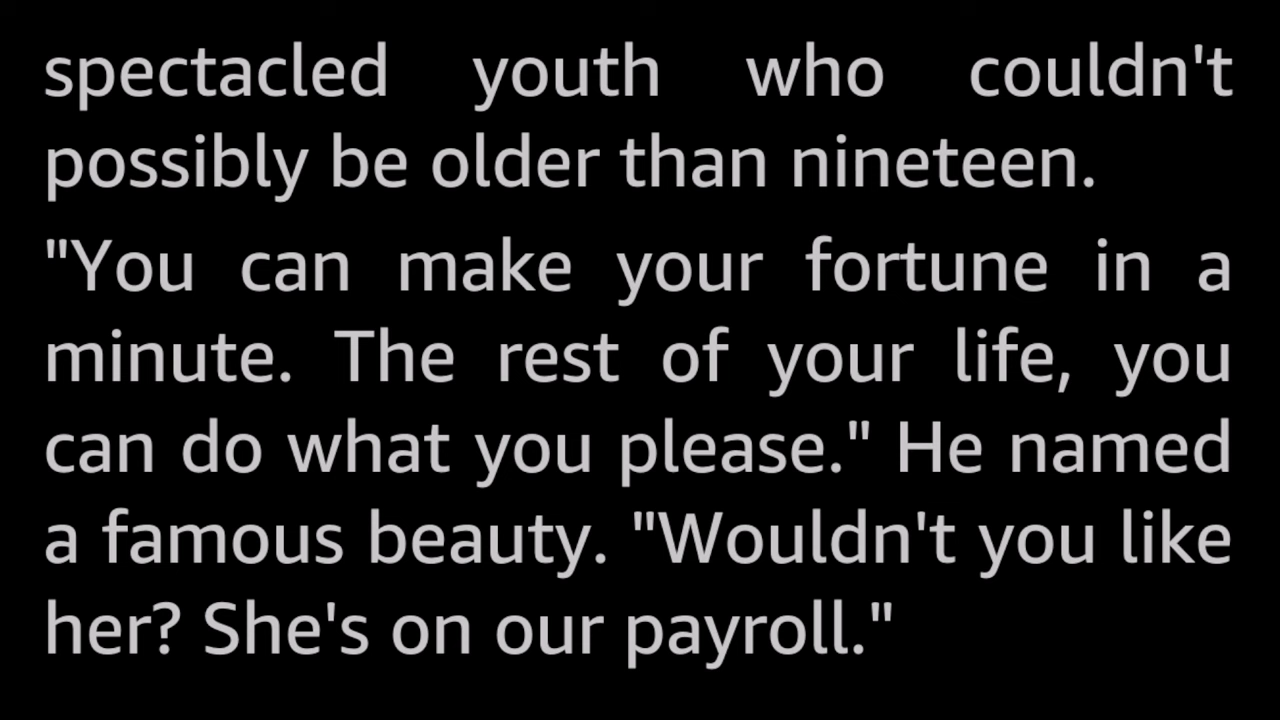 spectacled youth who couldn't
possibly be older than nineteen.
"You can make your fortune in a
minute. The rest of your life, you
can do what you please." He named
a famous beauty. "Wouldn't you like
her? She's on our payroll."